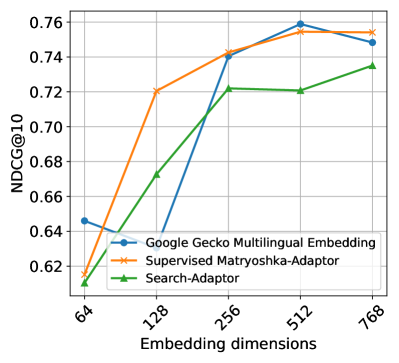 0.76
0.74
0.72
0.70
0.68
0.66
0.64
0.62
NDCG@10
Google Gecko Multilingual Embedding
Supervised Matryoshka-Adaptor
Search-Adaptor
64
128
256
512
768
Embedding dimensions